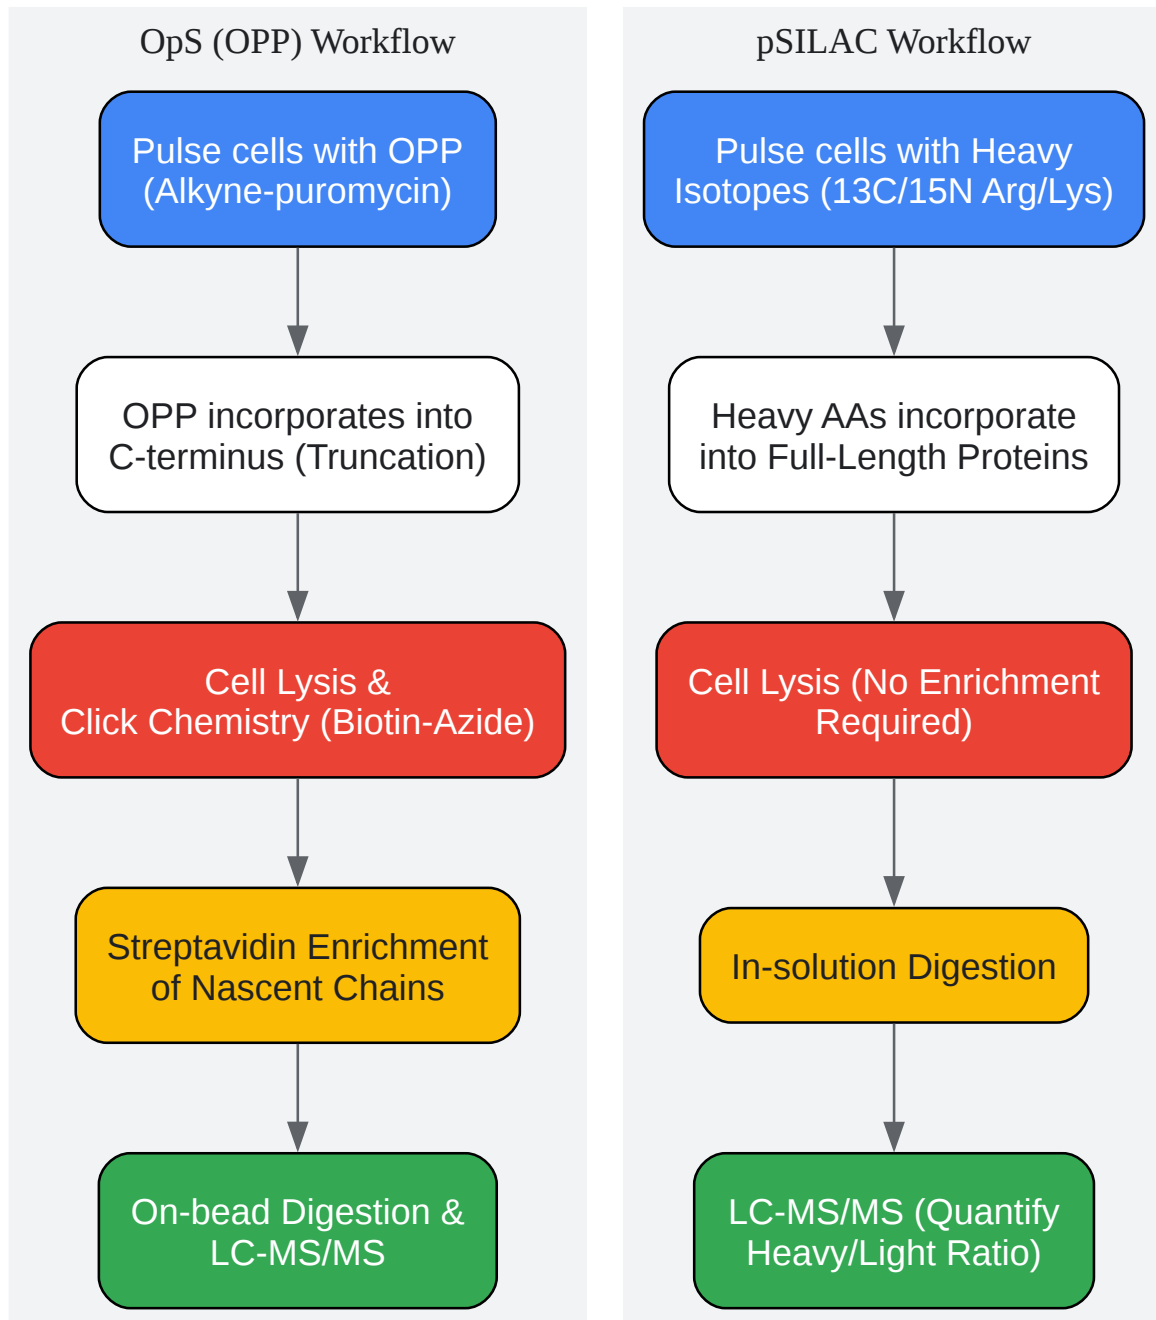 OpS (OPP) Workflow
Pulse cells with OPP
(Alkyne-puromycin)
OPP incorporates into
C-terminus (Truncation)
Cell Lysis &
Click Chemistry (Biotin-Azide)
Streptavidin Enrichment
of Nascent Chains
On-bead Digestion &
LC-MS/MS
pSILAC Workflow
Pulse cells with Heavy
Isotopes (13C/15N Arg/Lys)
Heavy AAs incorporate
into Full-Length Proteins
Cell Lysis (No Enrichment
Required)
In-solution Digestion
LC-MS/MS (Quantify
Heavy/Light Ratio)